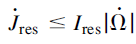 J̇_res ≤ I_res|Ω̇|